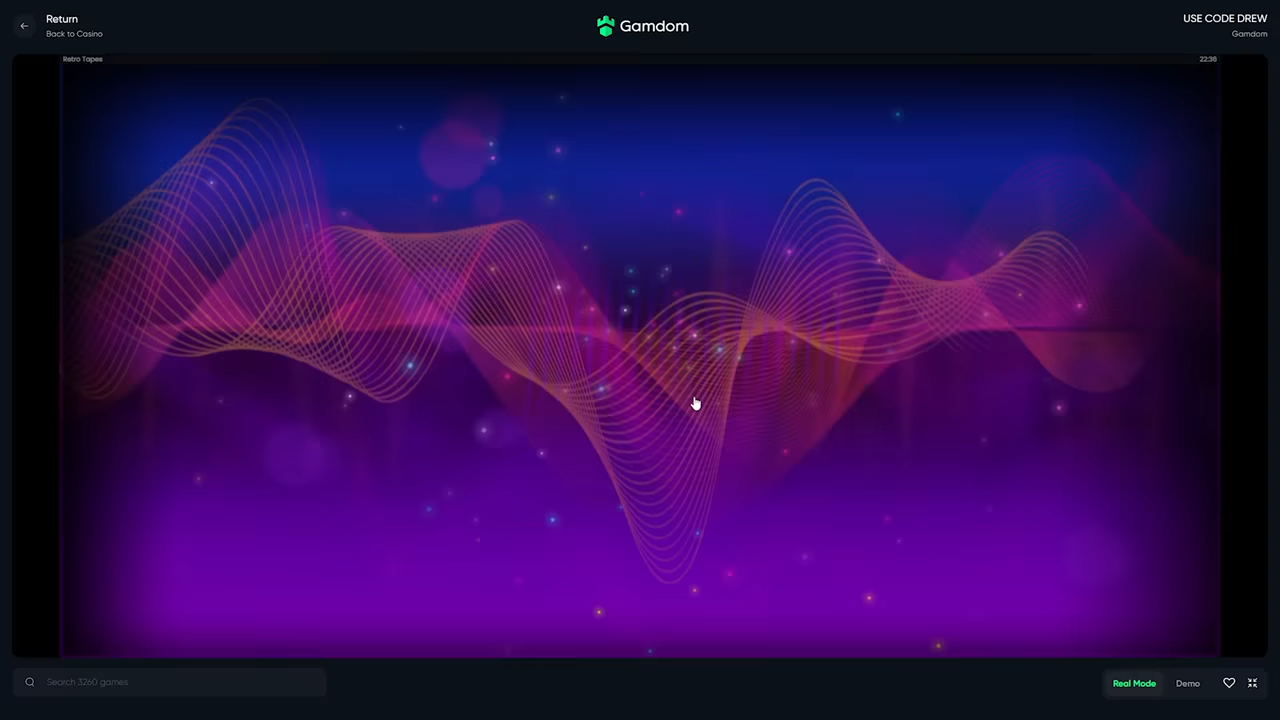 Return
Back to Casino
Gamdom
USE CODE DREW
Gamdom
Retro Tapes
22:36
Search 3260 games
Real Mode
Demo